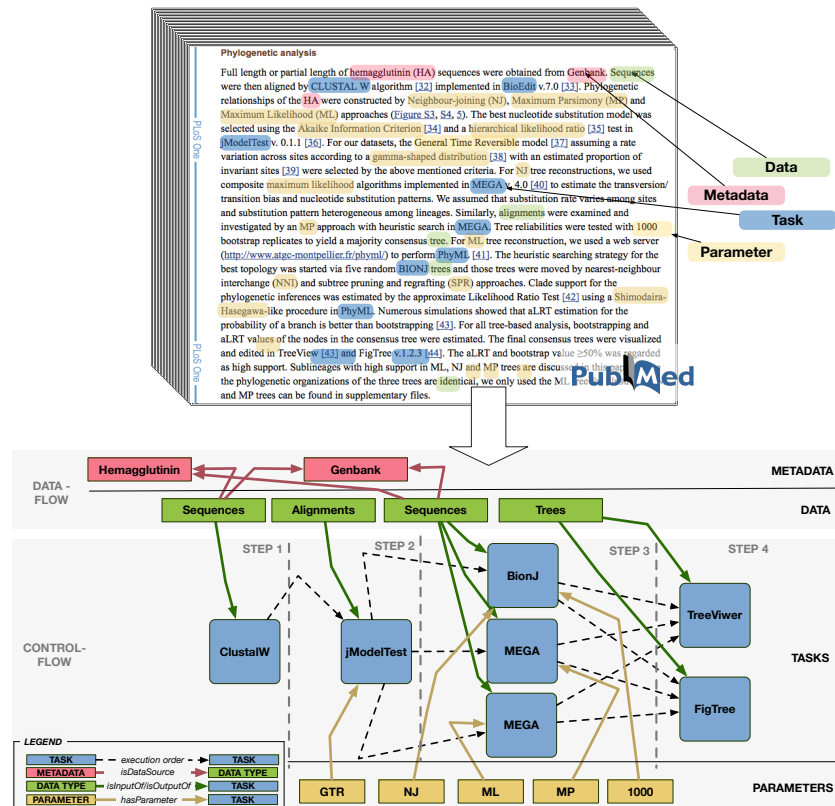 Phylogenetic analysis
Full length or partial length of hemagglutinin (HA) sequences were obtained from Genbank. Sequences
were then aligned by CLUSTAL W algorithm [32] implemented in BioEdit v.7.0 [33]. Phylogenetic
relationships of the HA were constructed by Neighbour-joining (NJ), Maximum Parsimony (MP) and
Maximum Likelihood (ML) approaches (Figure S3, S4, 5). The best nucleotide substitution model was
selected using the Akaike Information Criterion [34] and a hierarchical likelihood ratio [35] test in
jModelTest v. 0.1.1 [36]. For our datasets, the General Time Reversible model [37] assuming a rate
variation across sites according to a gamma-shaped distribution [38] with an estimated proportion of
invariant sites [39] were selected by the above mentioned criteria. For NJ tree reconstructions, we used
composite maximum likelihood algorithms implemented in MEGA v. 4.0 [40] to estimate the transversion/
transition bias and nucleotide substitution patterns. We assumed that substitution rate varies among sites
and substitution pattern heterogeneous among lineages. Similarly, alignments were examined and
investigated by an MP approach with heuristic search in MEGA. Tree reliabilities were tested with 1000
bootstrap replicates to yield a majority consensus tree. For ML tree reconstruction, we used a web server
(http://www.atgc-montpellier.fr/phyml/) to perform PhyML [41]. The heuristic searching strategy for the
best topology was started via five random BIONJ trees and those trees were moved by nearest-neighbour
interchange (NNI) and subtree pruning and regrafting (SPR) approaches. Clade support for the
phylogenetic inferences was estimated by the approximate Likelihood Ratio Test [42] using a Shimodaira-
Hasegawa-like procedure in PhyML. Numerous simulations showed that aLRT estimation for the
probability of a branch is better than bootstrapping [43]. For all tree-based analysis, bootstrapping and
aLRT values of the nodes in the consensus tree were estimated. The final consensus trees were visualized
and edited in TreeView [43] and FigTree v.1.2.3 [44]. The aLRT and bootstrap value ≥50% was regarded
as high support. Sublineages with high support in ML, NJ and MP trees are discussed in this
the phylogenetic organizations of the three trees are identical, we only used the ML
and MP trees can be found in supplementary files.
PLoS One
PLoS One
PubMed
Data
Metadata
Task
Parameter
Hemagglutinin
Genbank
METADATA
DATA -
FLOW
Sequences
Alignments
Sequences
Trees
DATA
STEP 1
STEP 2
STEP 3
STEP 4
BionJ
TreeViwer
CONTROL-
FLOW
ClustalW
jModelTest
MEGA
TASKS
FigTree
MEGA
LEGEND
TASK execution order TASK
METADATA isDataSource DATA TYPE
DATA TYPE isInputOf/isOutputOf TASK
PARAMETER hasParameter TASK
GTR
NJ
ML
MP
1000
PARAMETERS